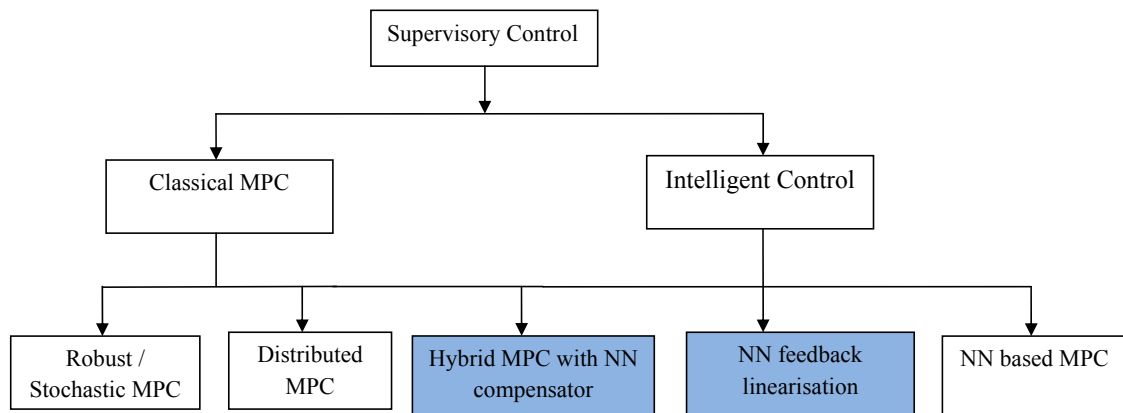 Supervisory Control
Classical MPC
Intelligent Control
Robust /
Stochastic MPC
Distributed
MPC
Hybrid MPC with NN
compensator
NN feedback
linearisation
NN based MPC